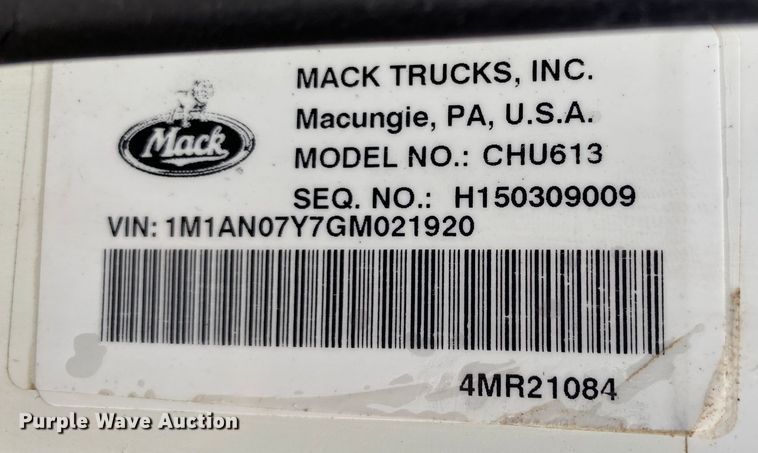 Mack
MACK TRUCKS, INC.
Macungie, PA, U.S.A.
MODEL NO.: CHU613
SEQ. NO.: H150309009
VIN: 1M1AN07Y7GM021920
4MR21084
Purple Wave Auction